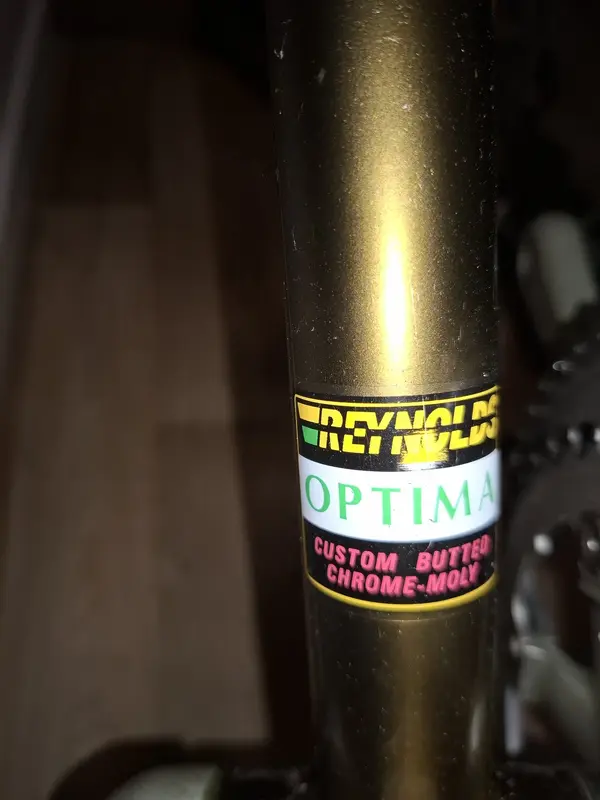 REYNOLDS
OPTIMA
CUSTOM BUTTED
CHROME-MOLY